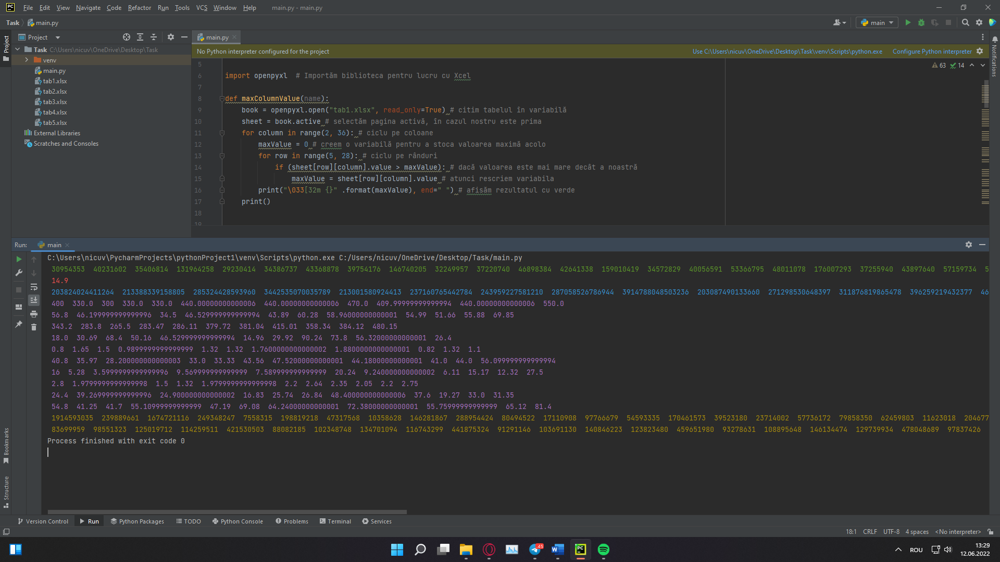 File Edit View Navigate Code Refactor Run Tools VCS Window Help main.py - main.py
Task main.py
main
Project
main.py
Task C:\Users\nicuv\OneDrive\Desktop\Task
venv
main.py
tab1.xlsx
tab2.xlsx
tab3.xlsx
tab4.xlsx
tab5.xlsx
External Libraries
Scratches and Consoles
Project
Notifications
No Python interpreter configured for the project Use C:\Users\nicuv\OneDrive\Desktop\Task\venv\Scripts\python.exe Configure Python interpreter
63 14
5
6 import openpyxl # Importăm biblioteca pentru lucru cu Xcel
7
8 def maxColumnValue(name):
9 book = openpyxl.open("tab1.xlsx", read_only=True) # citim tabelul în variabilă
10 sheet = book.active # selectăm pagina activă, în cazul nostru este prima
11 for column in range(2, 36): # ciclu pe coloane
12 maxValue = 0 # creem o variabilă pentru a stoca valoarea maximă acolo
13 for row in range(5, 28): # ciclu pe rânduri
14 if (sheet[row][column].value > maxValue): # dacă valoarea este mai mare decât a noastră
15 maxValue = sheet[row][column].value # atunci rescriem variabila
16 print("\033[32m {}" .format(maxValue), end=" ") # afisăm rezultatul cu verde
17 print()
18
19
Run: main
C:\Users\nicuv\PycharmProjects\pythonProject1\venv\Scripts\python.exe C:/Users/nicuv/OneDrive/Desktop/Task/main.py
30954353 40231602 35406814 131964258 29230414 34386737 43368878 39754176 146740205 32249957 37220740 46898384 42641338 159010419 34572829 40056591 53366795 48011078 176007293 37255940 43897640 57159734 5
14.9
203824024411264 213388339158805 285324428593960 3442535070035789 213001580924413 237160765442784 243959227581210 287058526786944 3914788048503236 203087490133660 271298530648397 311876819865478 396259219432377 46
400 330.0 300 330.0 330.0 440.00000000000006 440.00000000000006 470.0 409.99999999999994 440.00000000000006 550.0
56.8 46.199999999999996 34.5 46.529999999999994 43.89 60.28 58.96000000000001 54.99 51.66 55.88 69.85
343.2 283.8 265.5 283.47 286.11 379.72 381.04 415.01 358.34 384.12 480.15
18.0 30.69 68.4 50.16 46.529999999999994 14.96 29.92 90.24 73.8 56.32000000000001 26.4
0.8 1.65 1.5 0.9899999999999999 1.32 1.32 1.7600000000000002 1.8800000000000001 0.82 1.32 1.1
40.8 35.97 28.200000000000003 33.0 33.33 43.56 47.52000000000001 44.18000000000001 41.0 44.0 56.099999999999994
16 5.28 3.5999999999999996 9.569999999999999 7.589999999999999 20.24 9.240000000000002 6.11 15.17 12.32 27.5
2.8 1.9799999999999998 1.5 1.32 1.9799999999999998 2.2 2.64 2.35 2.05 2.2 2.75
24.4 39.269999999999996 24.900000000000002 16.83 25.74 26.84 48.400000000000006 37.6 19.27 33.0 31.35
54.8 41.25 41.7 55.10999999999999 47.19 69.08 64.24000000000001 72.38000000000001 55.75999999999999 65.12 81.4
1914593035 239889661 1674721116 249348247 7558315 198819218 47317568 10358628 146281867 288954424 80494522 17110908 97766679 54593335 170461573 39523180 23714002 57736172 79858350 62459803 11623018 204677
83699959 98551323 125019712 114259511 421530503 88082185 102348748 134701094 116743299 441875324 91291146 103691130 140846223 123823480 459651980 93278631 108895648 146134474 129739934 478048689 97837426
Process finished with exit code 0
Bookmarks
Structure
Version Control Run Python Packages TODO Python Console Problems Terminal Services
18:1 CRLF UTF-8 4 spaces <No interpreter>
45
ROU
13:29
12.06.2022